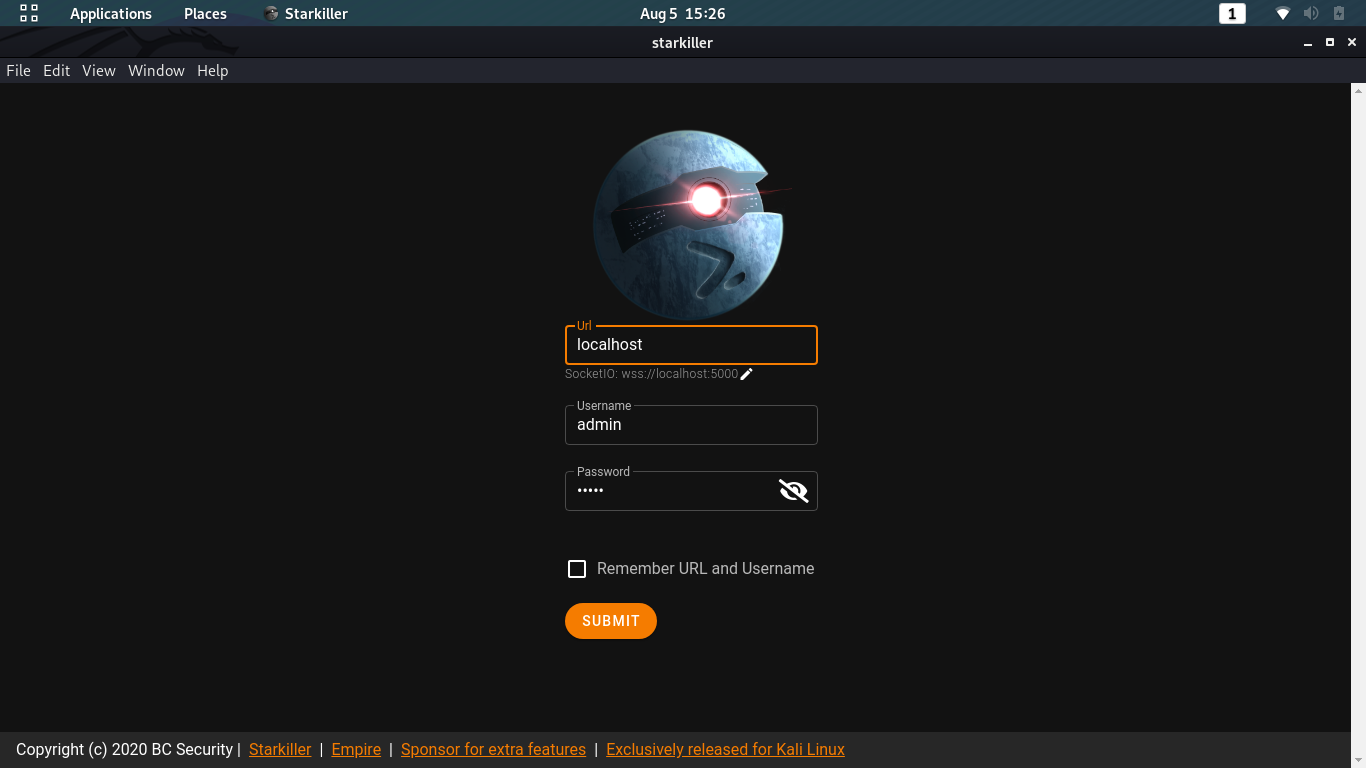 Applications Places Starkiller Aug 5 15:26 1
starkiller
File Edit View Window Help
Url
localhost
SocketIO: wss://localhost:5000
Username
admin
Password
•••••
Remember URL and Username
SUBMIT
Copyright (c) 2020 BC Security | Starkiller | Empire | Sponsor for extra features | Exclusively released for Kali Linux